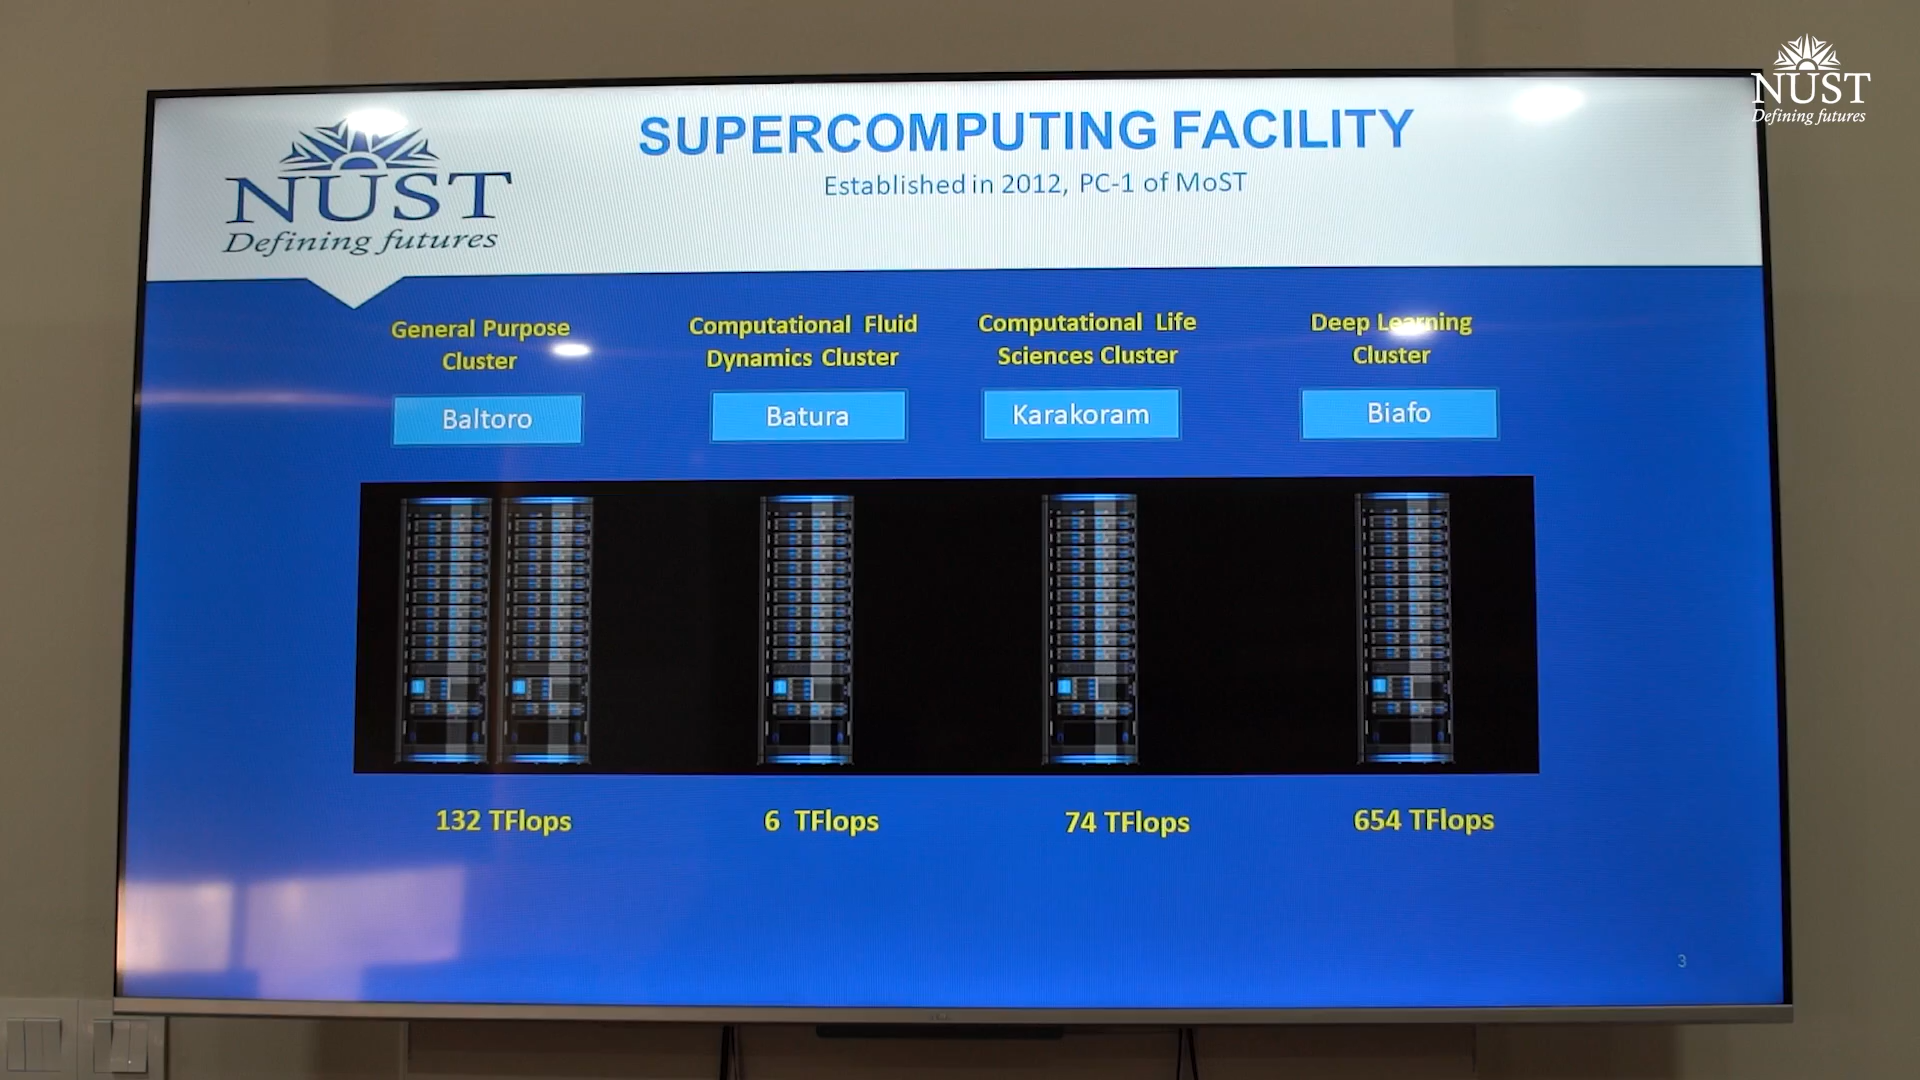 NUST
Defining futures
NUST
Defining futures
SUPERCOMPUTING FACILITY
Established in 2012, PC-1 of MoST
General Purpose
Cluster
Computational Fluid
Dynamics Cluster
Computational Life
Sciences Cluster
Deep Learning
Cluster
Baltoro
Batura
Karakoram
Biafo
132 TFlops
6 TFlops
74 TFlops
654 TFlops
3